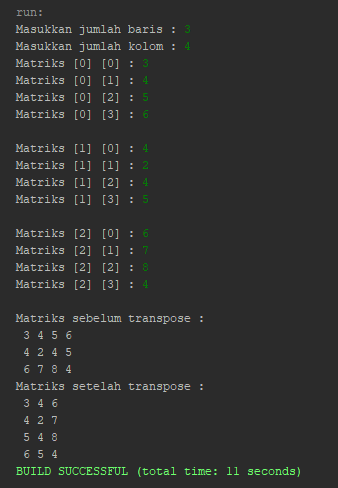 run:
Masukkan jumlah baris : 3
Masukkan jumlah kolom : 4
Matriks [0] [0] : 3
Matriks [0] [1] : 4
Matriks [0] [2] : 5
Matriks [0] [3] : 6
Matriks [1] [0] : 4
Matriks [1] [1] : 2
Matriks [1] [2] : 4
Matriks [1] [3] : 5
Matriks [2] [0] : 6
Matriks [2] [1] : 7
Matriks [2] [2] : 8
Matriks [2] [3] : 4
Matriks sebelum transpose :
3 4 5 6
4 2 4 5
6 7 8 4
Matriks setelah transpose :
3 4 6
4 2 7
5 4 8
6 5 4
BUILD SUCCESSFUL (total time: 11 seconds)